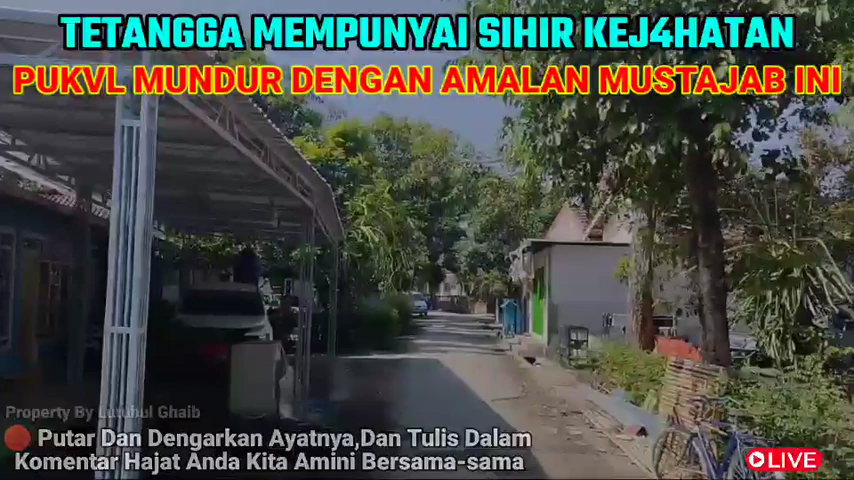 TETANGGA MEMPUNYAI SIHIR KEJ4HATAN
PUKVL MUNDUR DENGAN AMALAN MUSTAJAB INI
Property By Lutubul Ghaib
Putar Dan Dengarkan Ayatnya,Dan Tulis Dalam
Komentar Hajat Anda Kita Amini Bersama-sama
LIVE